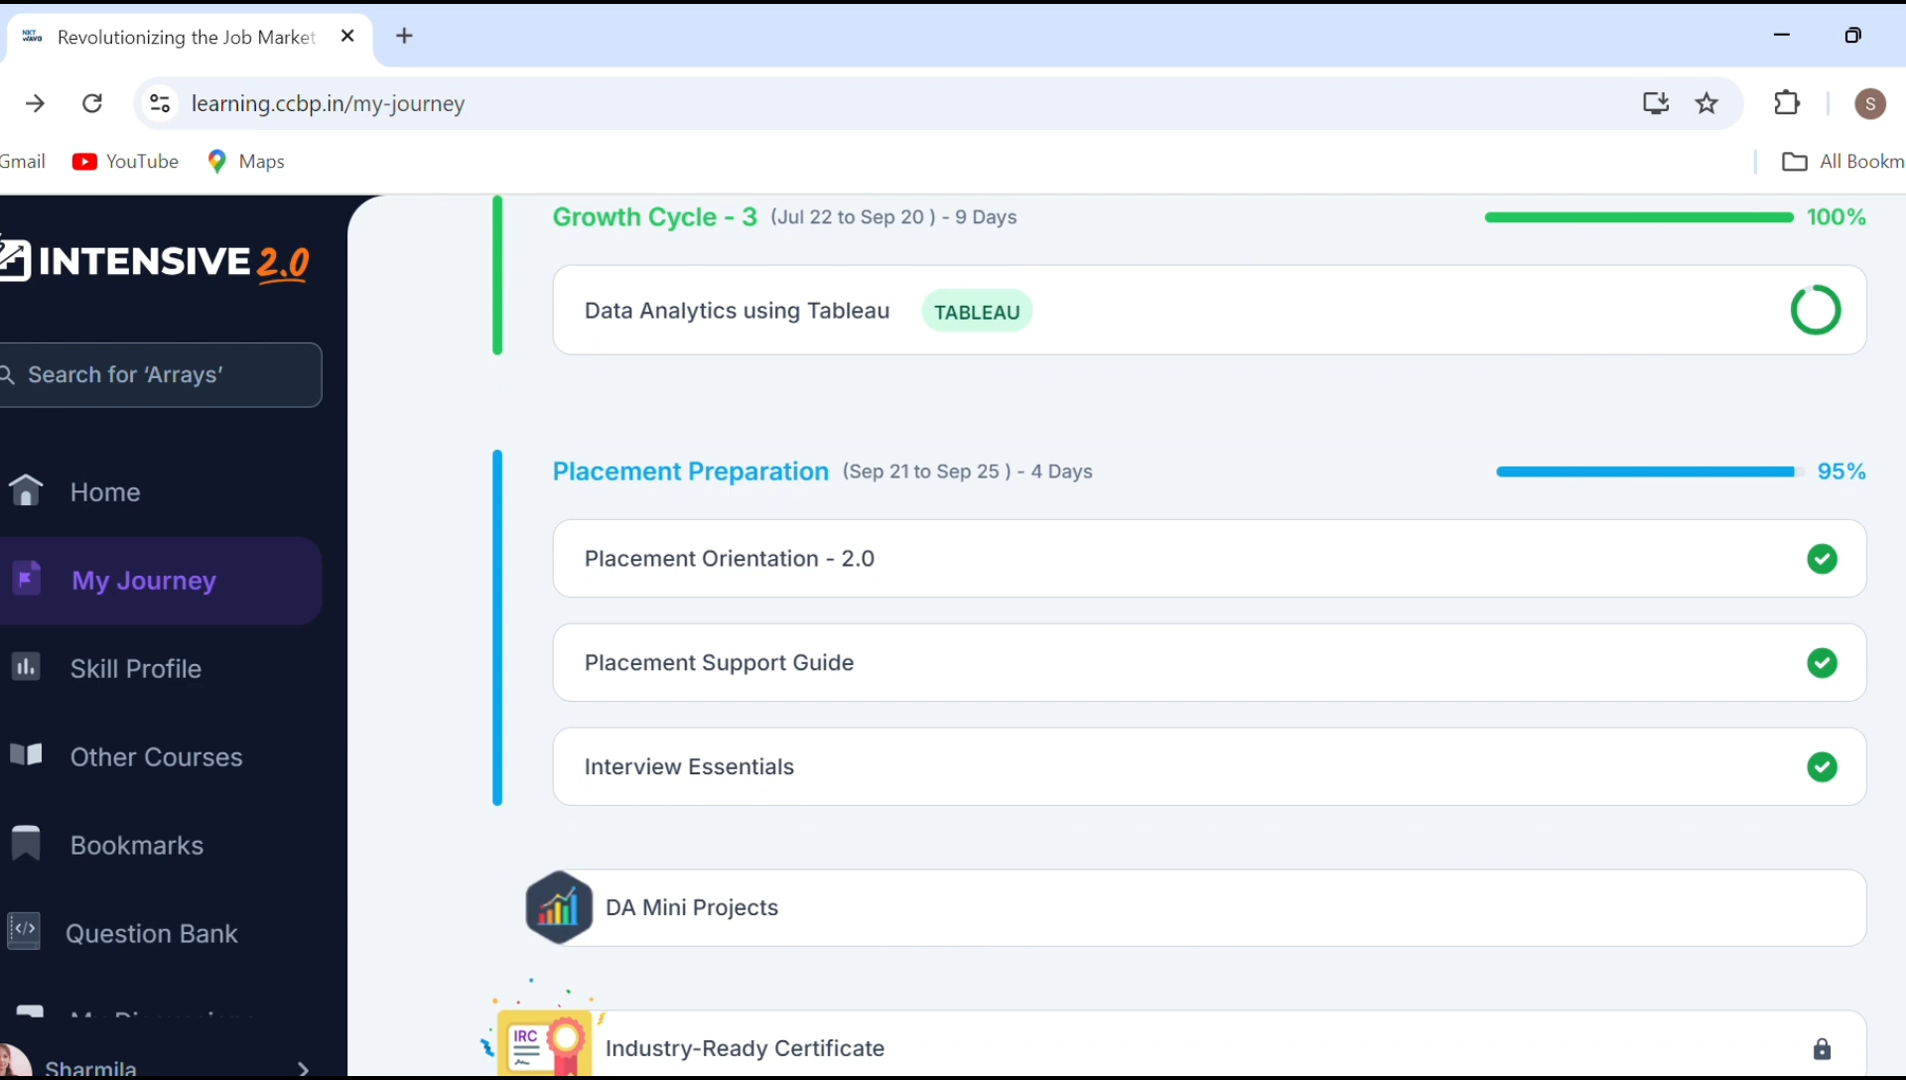 NXT
WAVE
Revolutionizing the Job Market
learning.ccbp.in/my-journey
S
Gmail
YouTube
Maps
All Bookm
INTENSIVE 2.0
Search for ‘Arrays’
Home
My Journey
Skill Profile
Other Courses
Bookmarks
Question Bank
Sharmila
Growth Cycle - 3 (Jul 22 to Sep 20 ) - 9 Days
100%
Data Analytics using Tableau
TABLEAU
Placement Preparation (Sep 21 to Sep 25 ) - 4 Days
95%
Placement Orientation - 2.0
Placement Support Guide
Interview Essentials
DA Mini Projects
IRC
Industry-Ready Certificate